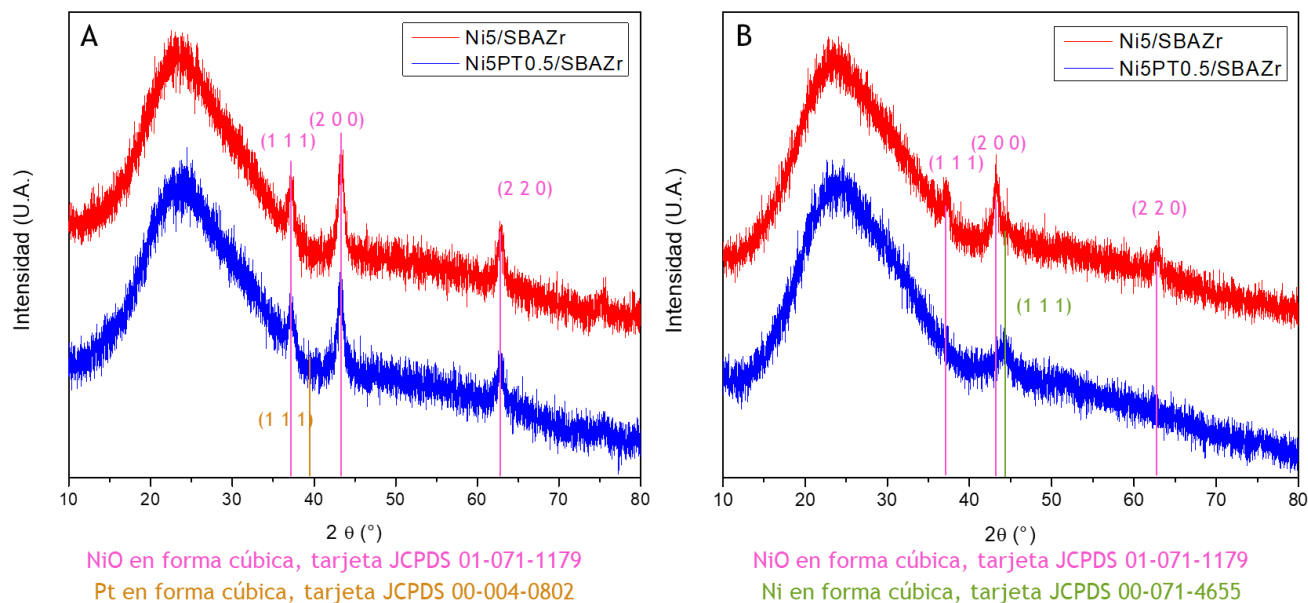 A
Ni5/SBAZr
Ni5PT0.5/SBAZr
(1 1 1)
(2 0 0)
(2 2 0)
(1 1 1)
Intensidad (U.A.)
10 20 30 40 50 60 70 80
2 θ (°)
NiO en forma cúbica, tarjeta JCPDS 01-071-1179
Pt en forma cúbica, tarjeta JCPDS 00-004-0802
B
Ni5/SBAZr
Ni5PT0.5/SBAZr
(2 0 0)
(1 1 1)
(2 2 0)
(1 1 1)
Intensidad (U.A.)
10 20 30 40 50 60 70 80
2θ (°)
NiO en forma cúbica, tarjeta JCPDS 01-071-1179
Ni en forma cúbica, tarjeta JCPDS 00-071-4655